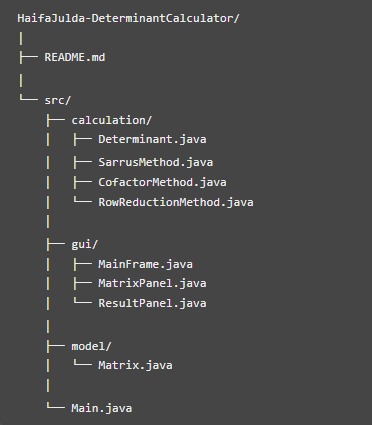 HaifaJulda-DeterminantCalculator/
│
├── README.md
│
└── src/
    ├── calculation/
    │   ├── Determinant.java
    │   ├── SarrusMethod.java
    │   ├── CofactorMethod.java
    │   └── RowReductionMethod.java
    │
    ├── gui/
    │   ├── MainFrame.java
    │   ├── MatrixPanel.java
    │   └── ResultPanel.java
    │
    ├── model/
    │   └── Matrix.java
    │
    └── Main.java